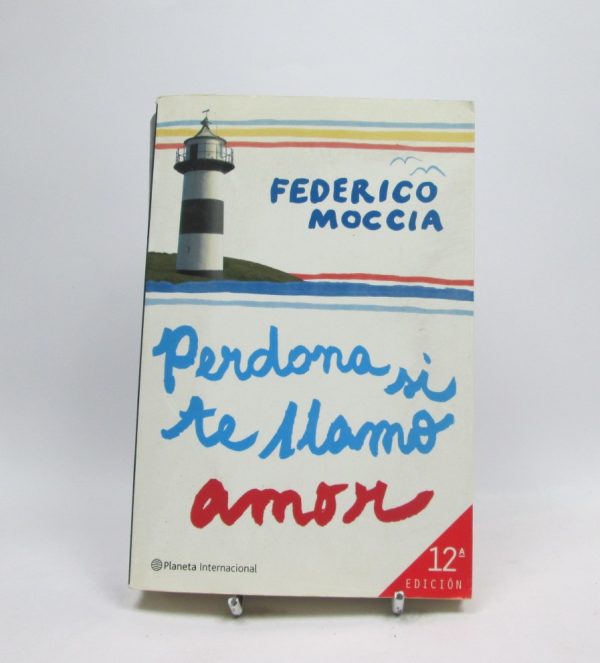 FEDERICO
MOCCIA
Perdona si
te llamo
amor
Planeta Internacional
12ª
EDICIÓN